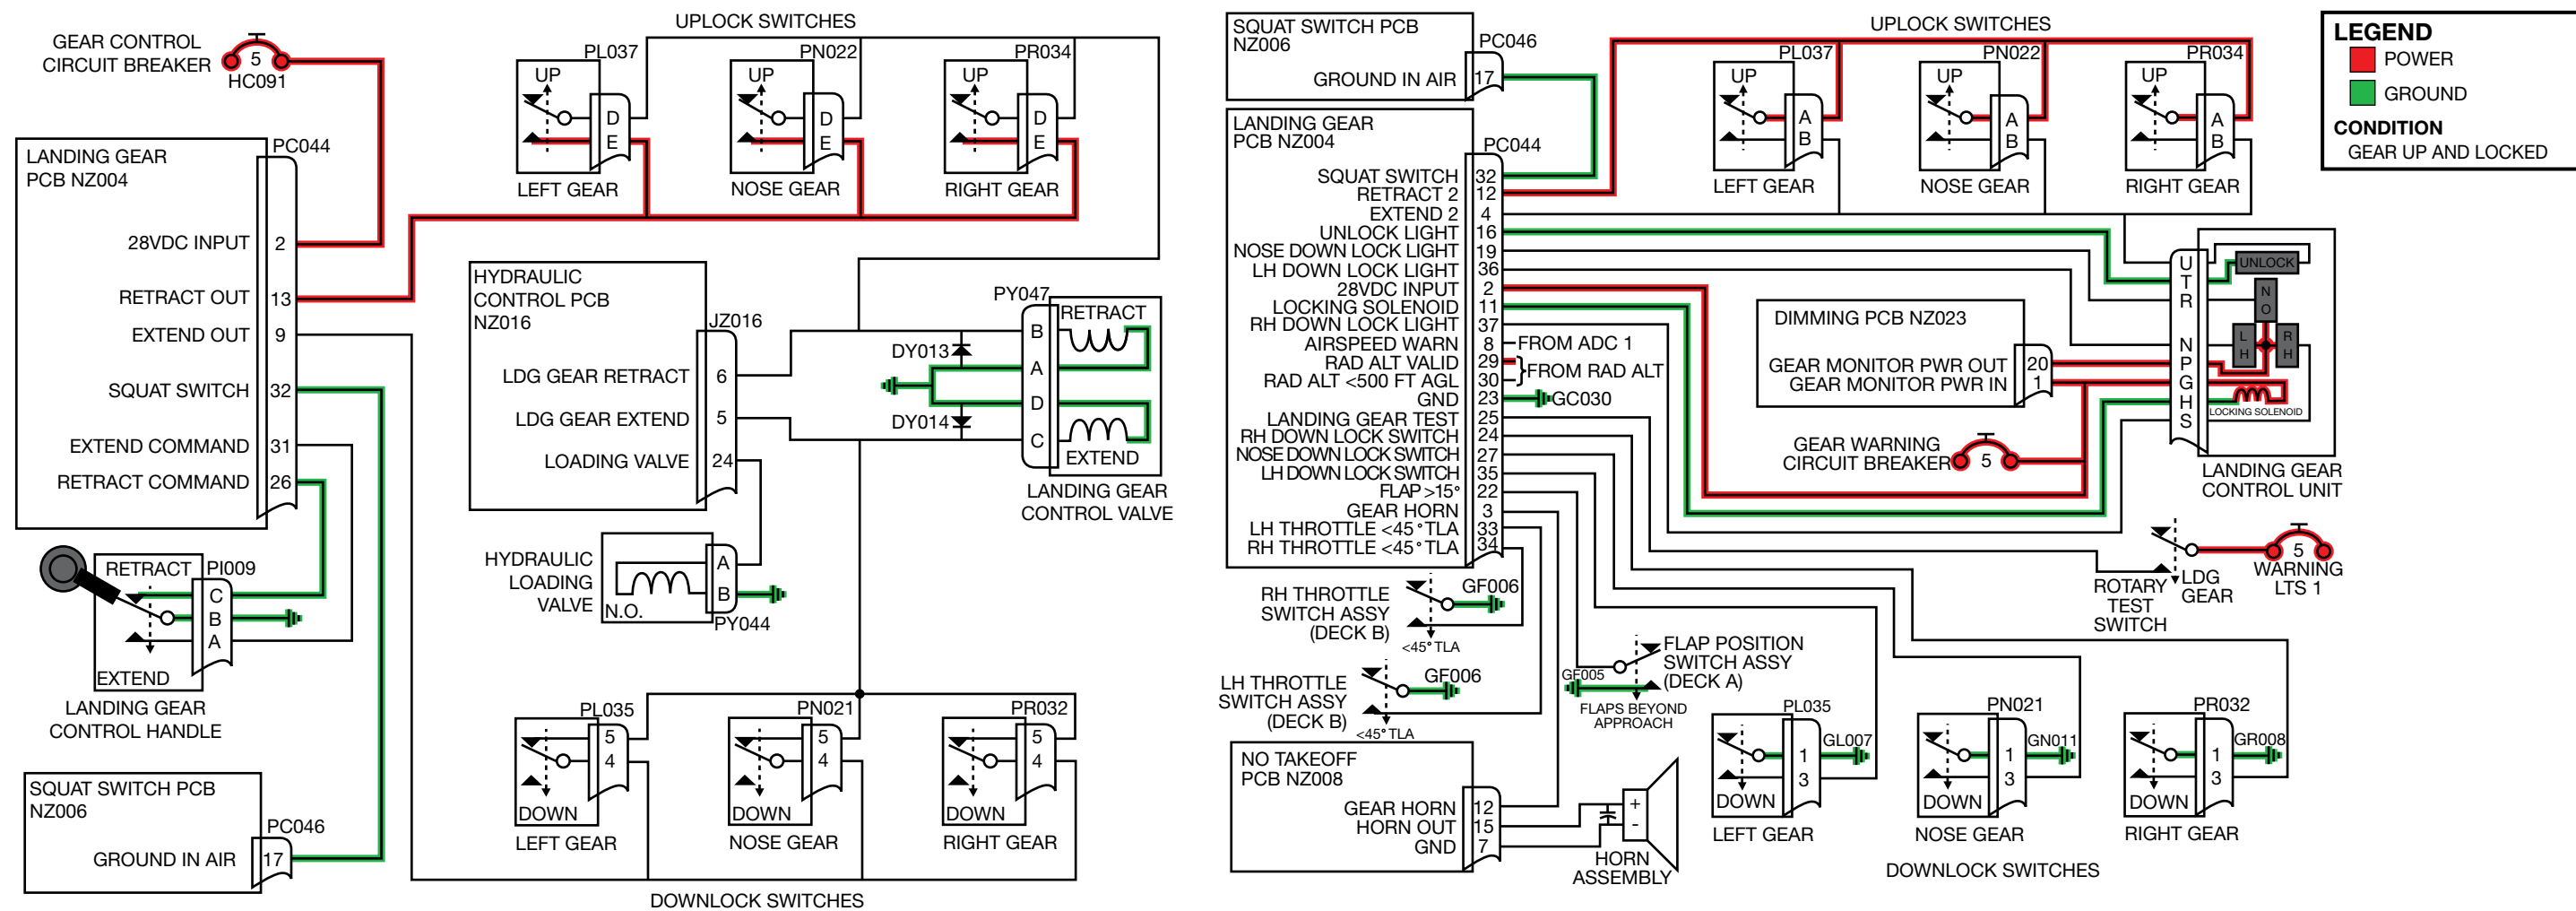 UPLOCK SWITCHES
GEAR CONTROL
CIRCUIT BREAKER
5
HC091
PL037
UP
D
E
LEFT GEAR
PN022
UP
D
E
NOSE GEAR
PR034
UP
D
E
RIGHT GEAR
LANDING GEAR
PCB NZ004
PC044
28VDC INPUT 2
RETRACT OUT 13
EXTEND OUT 9
SQUAT SWITCH 32
EXTEND COMMAND 31
RETRACT COMMAND 26
HYDRAULIC
CONTROL PCB
NZ016
JZ016
LDG GEAR RETRACT 6
LDG GEAR EXTEND 5
LOADING VALVE 24
DY013
DY014
PY047
B
A
D
C
RETRACT
EXTEND
LANDING GEAR
CONTROL VALVE
HYDRAULIC
LOADING
VALVE
N.O.
A
B
PY044
RETRACT
PI009
C
B
A
EXTEND
LANDING GEAR
CONTROL HANDLE
SQUAT SWITCH PCB
NZ006
PC046
GROUND IN AIR 17
PL035
5
4
DOWN
LEFT GEAR
PN021
5
4
DOWN
NOSE GEAR
PR032
5
4
DOWN
RIGHT GEAR
DOWNLOCK SWITCHES
SQUAT SWITCH PCB
NZ006
PC046
GROUND IN AIR 17
LANDING GEAR
PCB NZ004
PC044
SQUAT SWITCH 32
RETRACT 2 12
EXTEND 2 4
UNLOCK LIGHT 16
NOSE DOWN LOCK LIGHT 19
LH DOWN LOCK LIGHT 36
28VDC INPUT 2
LOCKING SOLENOID 11
RH DOWN LOCK LIGHT 37
AIRSPEED WARN 8 FROM ADC 1
RAD ALT VALID 29
FROM RAD ALT
RAD ALT <500 FT AGL 30
GND 23 GC030
LANDING GEAR TEST 25
RH DOWN LOCK SWITCH 24
NOSE DOWN LOCK SWITCH 27
LH DOWN LOCK SWITCH 35
FLAP >15° 22
GEAR HORN 3
LH THROTTLE <45° TLA 33
RH THROTTLE <45° TLA 34
UPLOCK SWITCHES
PL037
UP
A
B
LEFT GEAR
PN022
UP
A
B
NOSE GEAR
PR034
UP
A
B
RIGHT GEAR
LEGEND
POWER
GROUND
CONDITION
GEAR UP AND LOCKED
DIMMING PCB NZ023
GEAR MONITOR PWR OUT 20
GEAR MONITOR PWR IN 1
GEAR WARNING
CIRCUIT BREAKER
5
U
T
R
N
P
G
H
S
UNLOCK
N
O
L
H
R
H
LOCKING SOLENOID
LANDING GEAR
CONTROL UNIT
ROTARY
TEST
SWITCH
LDG
GEAR
5
WARNING
LTS 1
RH THROTTLE
SWITCH ASSY
(DECK B)
GF006
<45° TLA
LH THROTTLE
SWITCH ASSY
(DECK B)
GF006
<45° TLA
FLAP POSITION
SWITCH ASSY
(DECK A)
GF005
FLAPS BEYOND
APPROACH
NO TAKEOFF
PCB NZ008
GEAR HORN 12
HORN OUT 15
GND 7
+
-
HORN
ASSEMBLY
PL035
1
3
GL007
DOWN
LEFT GEAR
PN021
1
3
GN011
DOWN
NOSE GEAR
PR032
1
3
GR008
DOWN
RIGHT GEAR
DOWNLOCK SWITCHES